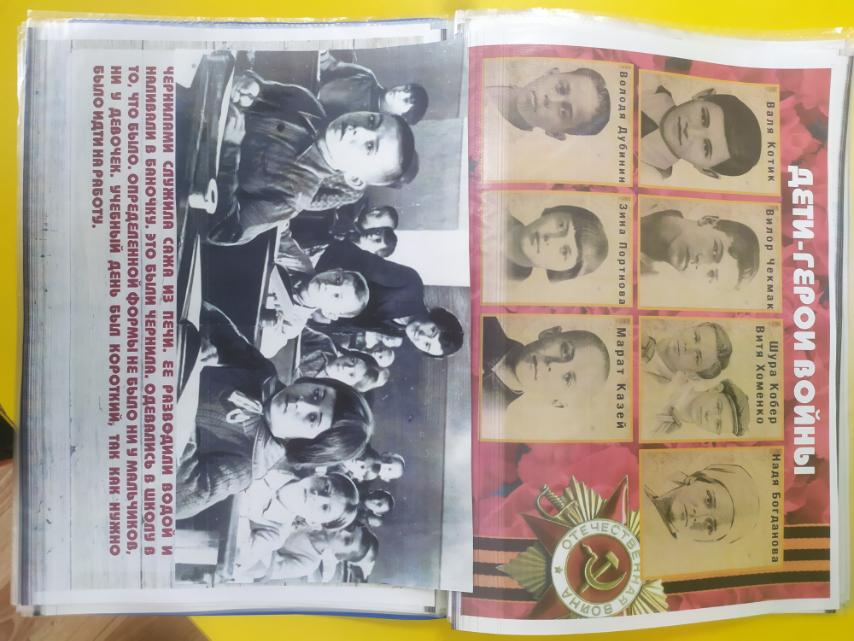 ДЕТИ-ГЕРОИ ВОЙНЫ
Валя Котик
Вилор Чекмак
Шура Кобер
Витя Хоменко
Надя Богданова
Володя Дубинин
Зина Портнова
Марат Казей
ОТЕЧЕСТВЕННАЯ ВОЙНА
ЧЕРНИЛАМИ СЛУЖИЛА САЖА ИЗ ПЕЧИ. ЕЕ РАЗВОДИЛИ ВОДОЙ И
НАЛИВАЛИ В БАНОЧКУ. ЭТО БЫЛИ ЧЕРНИЛА. ОДЕВАЛИСЬ В ШКОЛУ В
ТО, ЧТО БЫЛО. ОПРЕДЕЛЕННОЙ ФОРМЫ НЕ БЫЛО НИ У МАЛЬЧИКОВ,
НИ У ДЕВОЧЕК. УЧЕБНЫЙ ДЕНЬ БЫЛ КОРОТКИЙ, ТАК КАК НУЖНО
БЫЛО ИДТИ НА РАБОТУ.